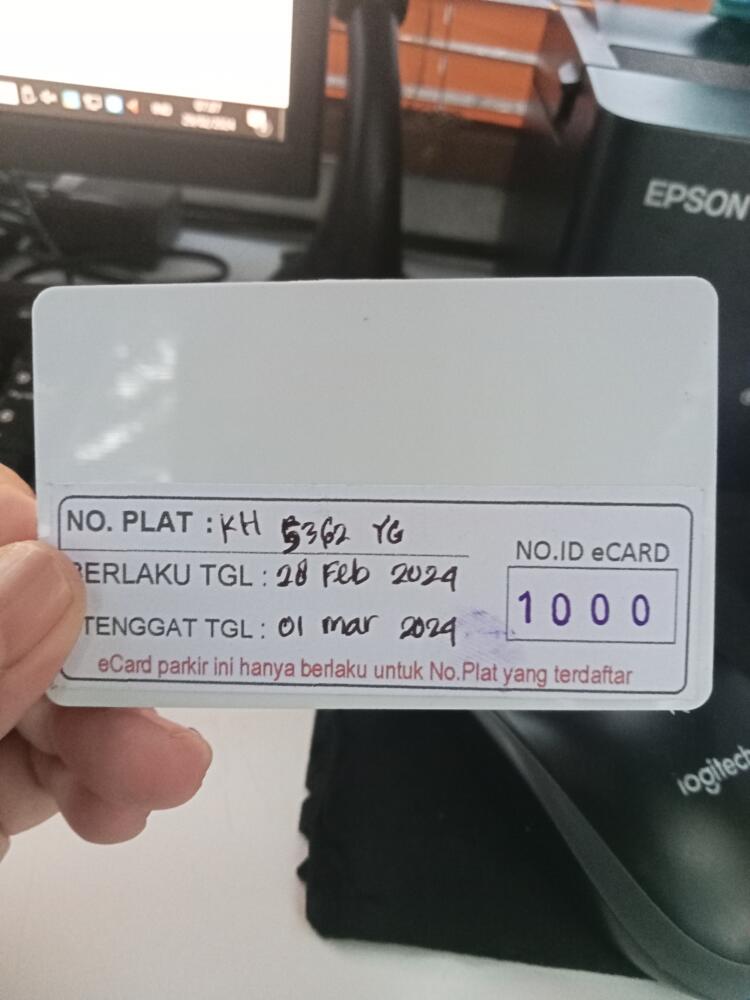 EPSON
NO. PLAT : KH 5362 YG
BERLAKU TGL : 28 Feb 2024
TENGGAT TGL : 01 mar 2024
NO.ID eCARD
1000
eCard parkir ini hanya berlaku untuk No.Plat yang terdaftar
logitech